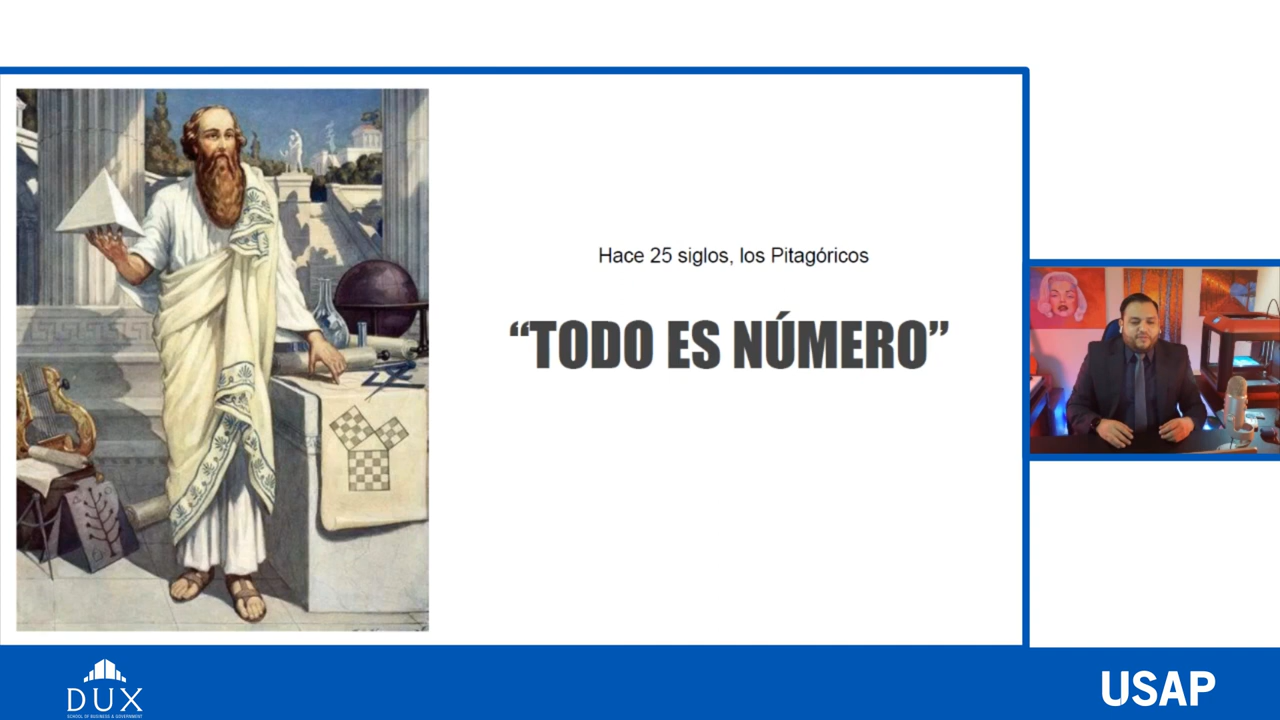 Hace 25 siglos, los Pitagóricos
“TODO ES NÚMERO”
DUX
SCHOOL OF BUSINESS & GOVERNMENT
USAP